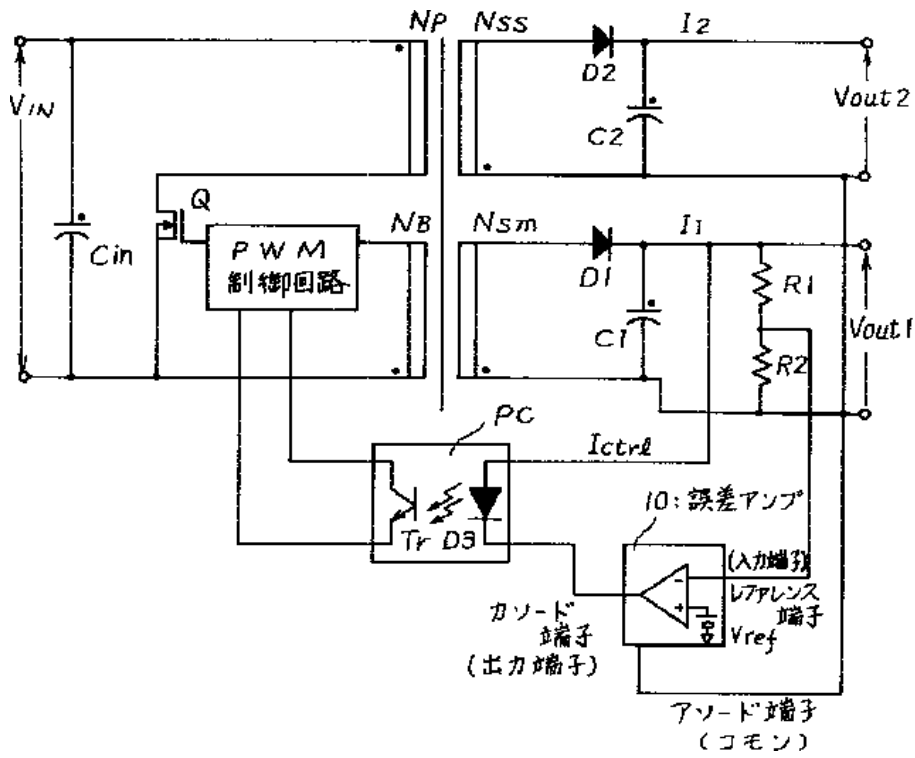 NP
NSS
I2
D2
VIN
C2
Vout2
Q
Cin
PWM
制御回路
NB
NSm
I1
D1
C1
R1
R2
Vout1
PC
Ictrl
Tr
D3
10:誤差アンプ
(入力端子)
レファレンス
端子
Vref
カソード
端子
(出力端子)
アソード端子
(コモン)